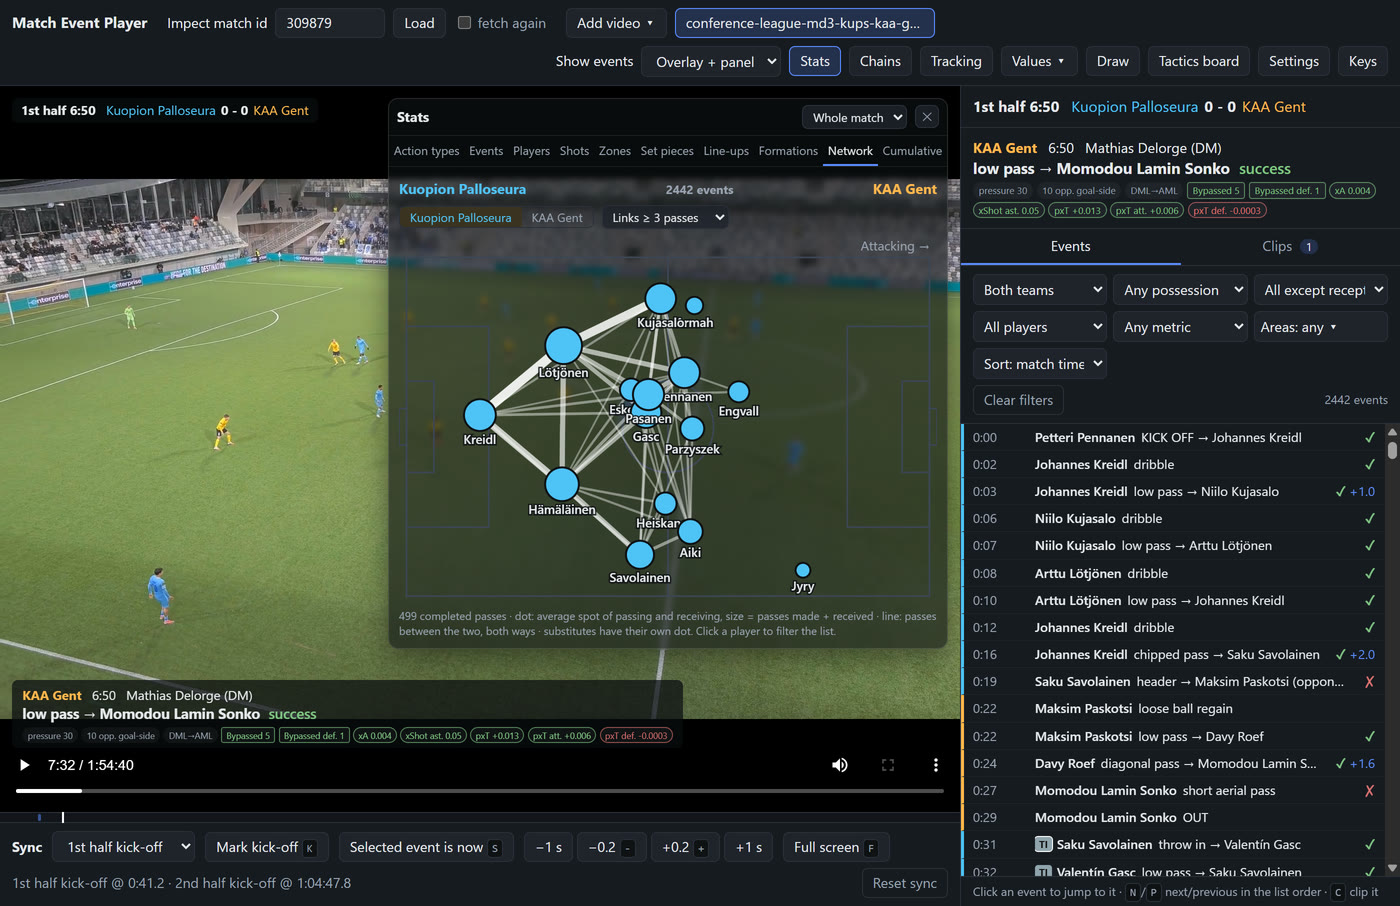 Match Event Player
Impect match id 309879 Load fetch again Add video ▾ conference-league-md3-kups-kaa-g...
Show events Overlay + panel Stats Chains Tracking Values ▾ Draw Tactics board Settings Keys
1st half 6:50 Kuopion Palloseura 0 - 0 KAA Gent
Stats
Whole match
Action types Events Players Shots Zones Set pieces Line-ups Formations Network Cumulative
Kuopion Palloseura 2442 events KAA Gent
Kuopion Palloseura KAA Gent Links ≥ 3 passes
Attacking →
Kujasalo
rmah
Lötjönen
ennanen
Engvall
Esk
Pasanen
Gasc
Parzyszek
Kreidl
Hämäläinen
Heiskan
Aiki
Savolainen
Jyry
499 completed passes · dot: average spot of passing and receiving, size = passes made + received · line: passes
between the two, both ways · substitutes have their own dot. Click a player to filter the list.
enterprise
enterprise
KAA Gent 6:50 Mathias Delorge (DM)
low pass → Momodou Lamin Sonko success
pressure 30 10 opp. goal-side DML→AML Bypassed 5 Bypassed def. 1 xA 0.004 xShot ast. 0.05 pxT +0.013 pxT att. +0.006 pxT def. -0.0003
7:32 / 1:54:40
Sync 1st half kick-off Mark kick-off K Selected event is now S −1 s −0.2 - +0.2 + +1 s Full screen F
1st half kick-off @ 0:41.2 · 2nd half kick-off @ 1:04:47.8 Reset sync
1st half 6:50 Kuopion Palloseura 0 - 0 KAA Gent
KAA Gent 6:50 Mathias Delorge (DM)
low pass → Momodou Lamin Sonko success
pressure 30 10 opp. goal-side DML→AML Bypassed 5 Bypassed def. 1 xA 0.004
xShot ast. 0.05 pxT +0.013 pxT att. +0.006 pxT def. -0.0003
Events Clips 1
Both teams Any possession All except recept
All players Any metric Areas: any ▾
Sort: match time
Clear filters 2442 events
0:00 Petteri Pennanen KICK OFF → Johannes Kreidl ✓
0:02 Johannes Kreidl dribble ✓
0:03 Johannes Kreidl low pass → Niilo Kujasalo ✓ +1.0
0:06 Niilo Kujasalo dribble ✓
0:07 Niilo Kujasalo low pass → Arttu Lötjönen ✓
0:08 Arttu Lötjönen dribble ✓
0:10 Arttu Lötjönen low pass → Johannes Kreidl ✓
0:12 Johannes Kreidl dribble ✓
0:16 Johannes Kreidl chipped pass → Saku Savolainen ✓ +2.0
0:19 Saku Savolainen header → Maksim Paskotsi (oppon... ✗
0:22 Maksim Paskotsi loose ball regain
0:22 Maksim Paskotsi low pass → Davy Roef ✓
0:24 Davy Roef diagonal pass → Momodou Lamin S... ✓ +1.6
0:27 Momodou Lamin Sonko short aerial pass ✗
0:29 Momodou Lamin Sonko OUT
0:31 TI Saku Savolainen throw in → Valentín Gasc ✓
0:32 TI Valentín Gasc low pass → Saku Savolainen ✓
Click an event to jump to it · N / P next/previous in the list order · C clip it